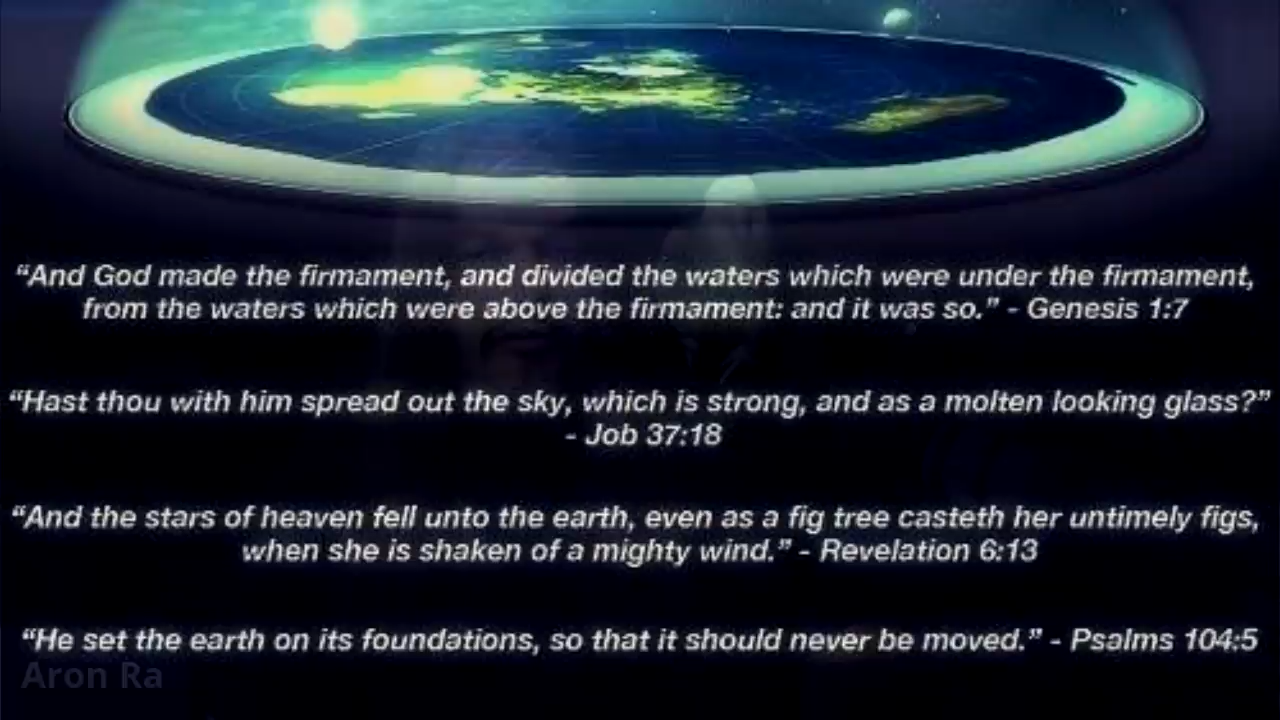 “And God made the firmament, and divided the waters which were under the firmament,
from the waters which were above the firmament: and it was so.” - Genesis 1:7
“Hast thou with him spread out the sky, which is strong, and as a molten looking glass?”
- Job 37:18
“And the stars of heaven fell unto the earth, even as a fig tree casteth her untimely figs,
when she is shaken of a mighty wind.” - Revelation 6:13
“He set the earth on its foundations, so that it should never be moved.” - Psalms 104:5
Aron Ra